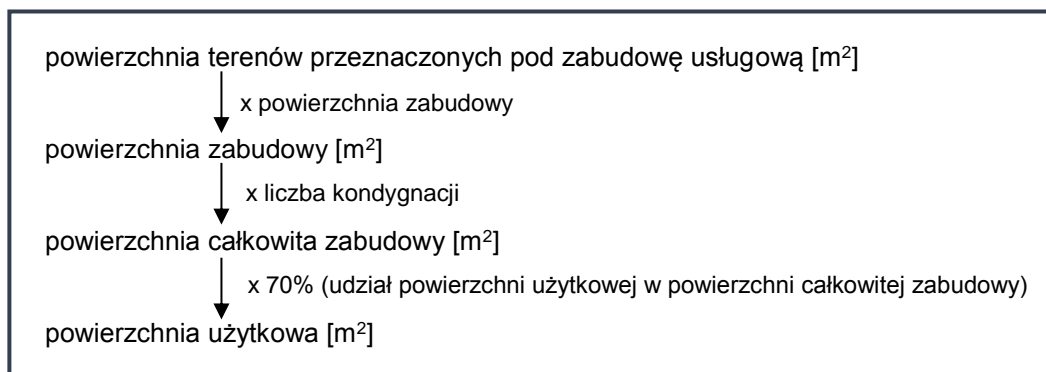 powierzchnia terenów przeznaczonych pod zabudowę usługową [m²]
x powierzchnia zabudowy
powierzchnia zabudowy [m²]
x liczba kondygnacji
powierzchnia całkowita zabudowy [m²]
x 70% (udział powierzchni użytkowej w powierzchni całkowitej zabudowy)
powierzchnia użytkowa [m²]